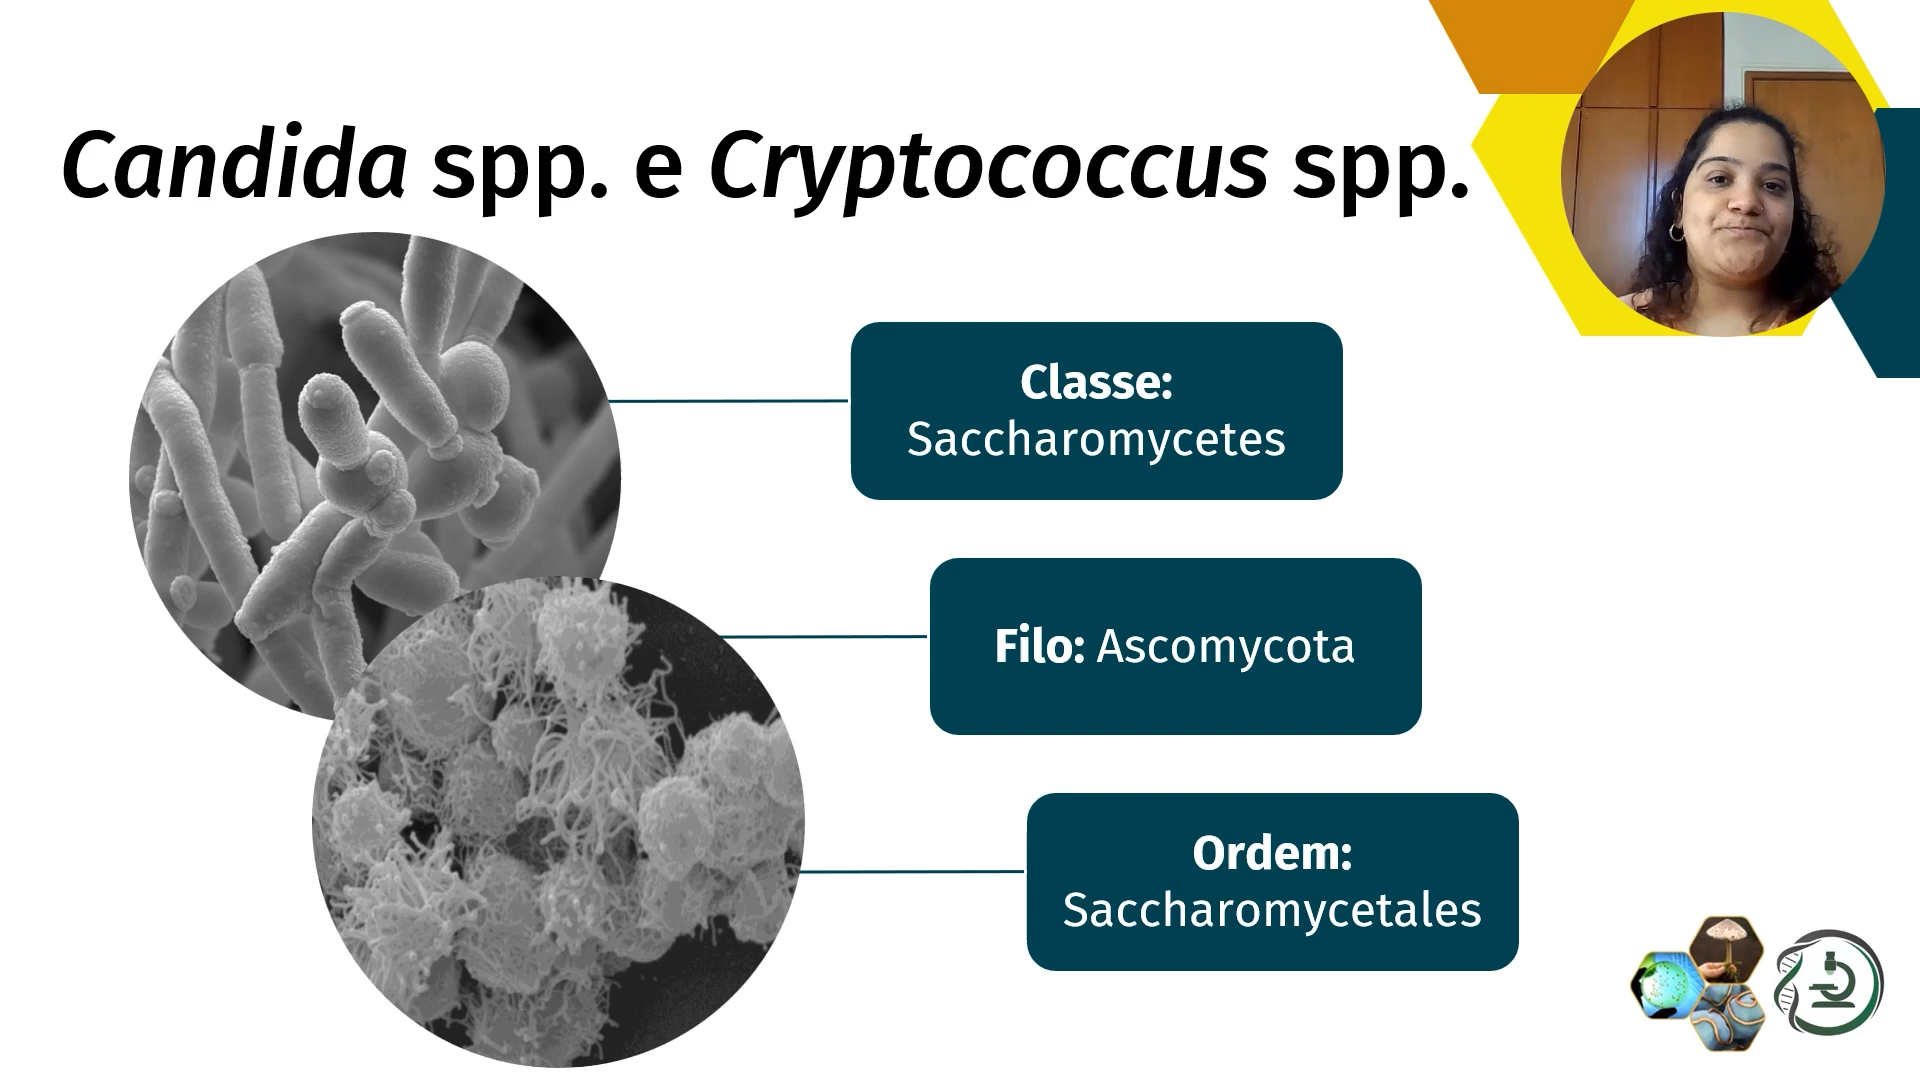 Candida spp. e Cryptococcus spp.
Classe:
Saccharomycetes
Filo: Ascomycota
Ordem:
Saccharomycetales